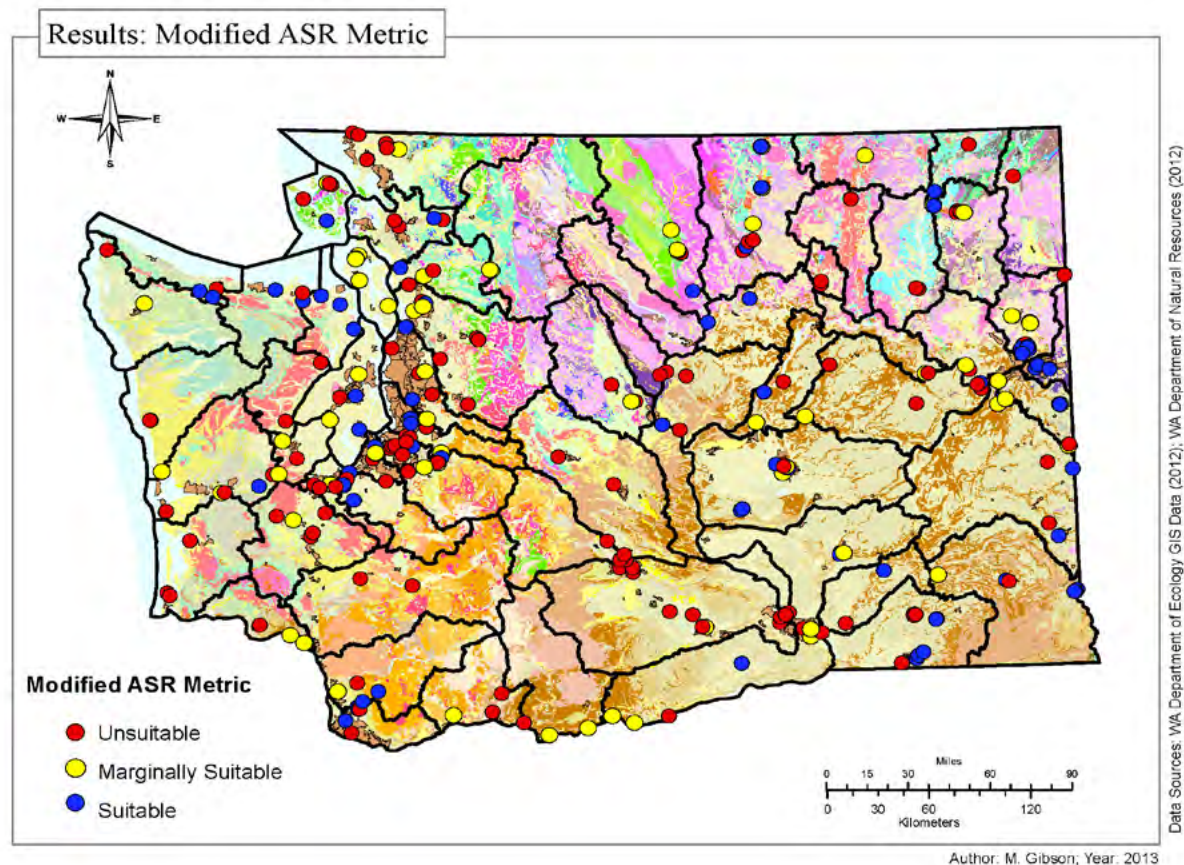 Results: Modified ASR Metric
N
W
E
S
Modified ASR Metric
Unsuitable
Marginally Suitable
Suitable
Miles
0 15 30 60 90
0 30 60 120
Kilometers
Data Sources: WA Department of Ecology GIS Data (2012); WA Department of Natural Resources (2012)
Author: M. Gibson; Year: 2013